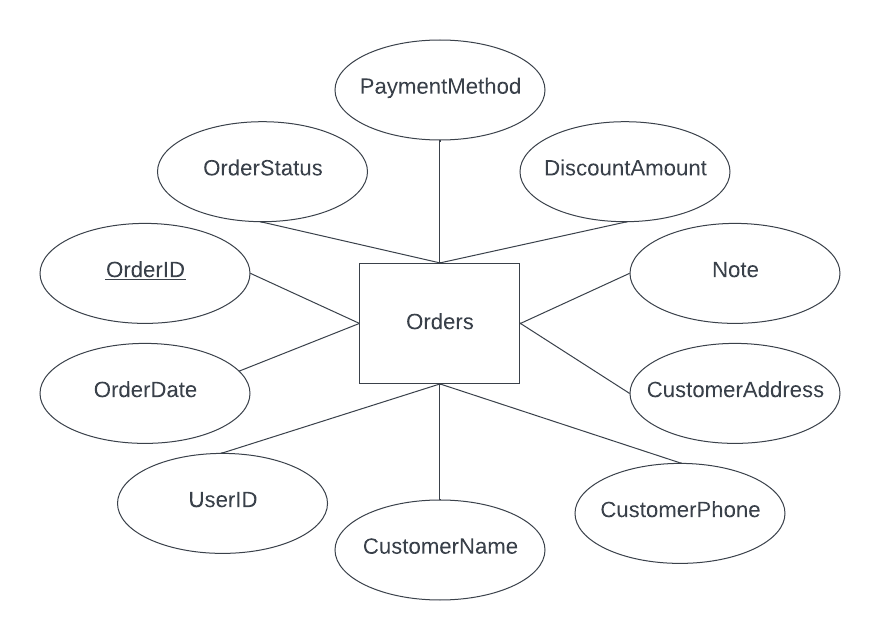 PaymentMethod
OrderStatus
DiscountAmount
OrderID
Note
Orders
OrderDate
CustomerAddress
UserID
CustomerPhone
CustomerName